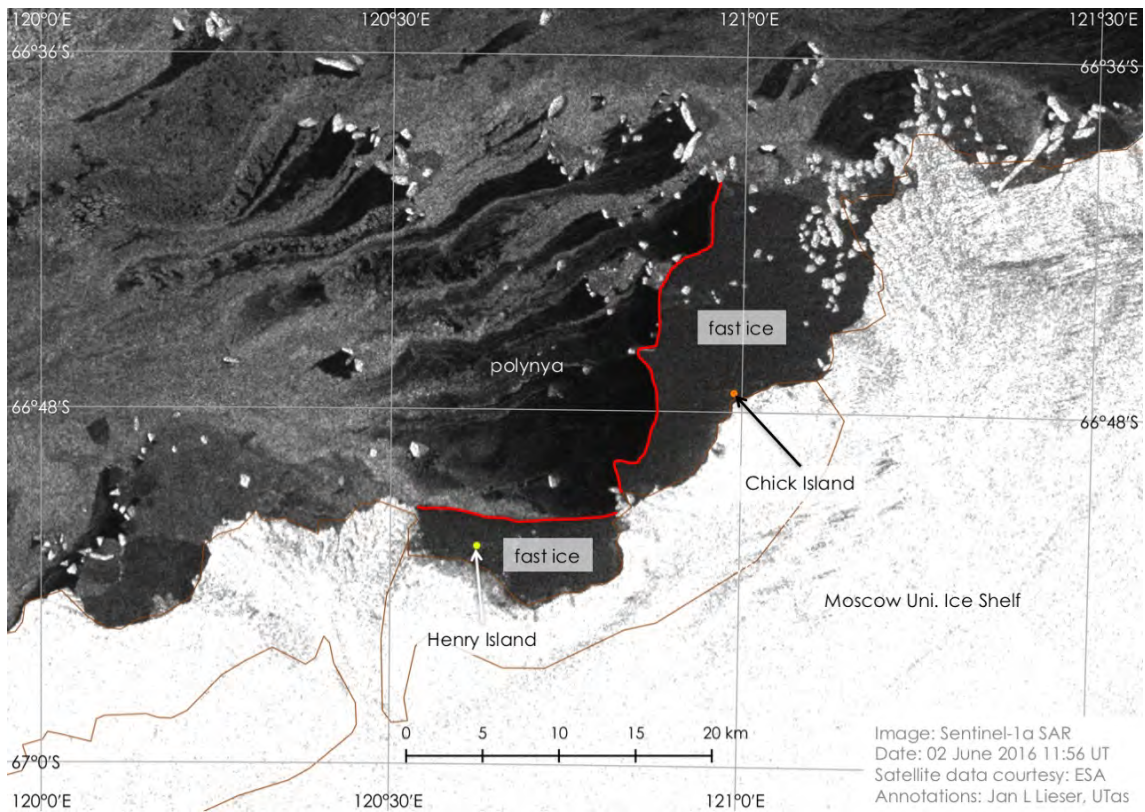 120°0'E 120°30'E 121°0'E 121°30'E
66°36'S 66°36'S
fast ice
polynya
66°48'S 66°48'S
Chick Island
fast ice
Moscow Uni. Ice Shelf
Henry Island
0 5 10 15 20 km
Image: Sentinel-1a SAR
Date: 02 June 2016 11:56 UT
Satellite data courtesy: ESA
Annotations: Jan L Lieser, UTas
67°0'S
120°0'E 120°30'E 121°0'E